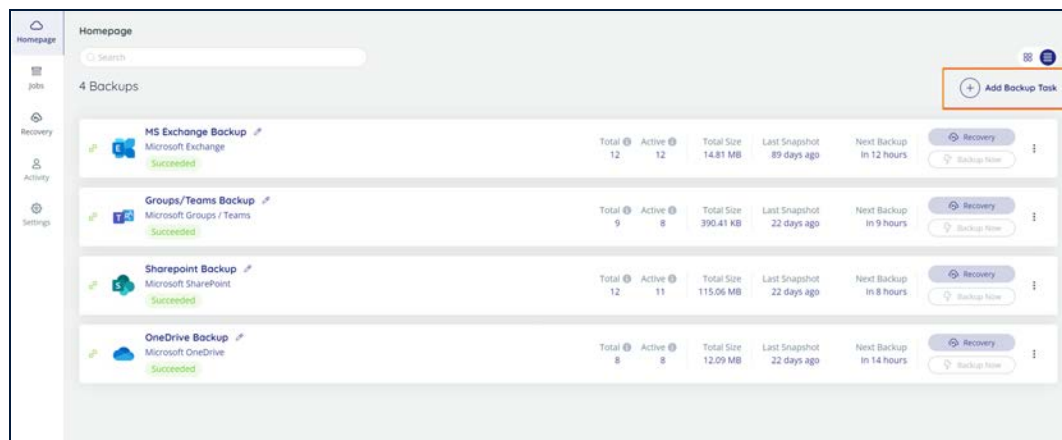 Homepage
Jobs
Recovery
Activity
Settings
Homepage
Search
4 Backups
Add Backup Task
MS Exchange Backup
Microsoft Exchange
Succeeded
Total Active Total Size Last Snapshot Next Backup
12 12 14.81 MB 89 days ago In 12 hours
Recovery
Backup Now
Groups/Teams Backup
Microsoft Groups / Teams
Succeeded
Total Active Total Size Last Snapshot Next Backup
9 8 390.41 KB 22 days ago In 9 hours
Recovery
Backup Now
Sharepoint Backup
Microsoft SharePoint
Succeeded
Total Active Total Size Last Snapshot Next Backup
12 11 115.06 MB 22 days ago In 8 hours
Recovery
Backup Now
OneDrive Backup
Microsoft OneDrive
Succeeded
Total Active Total Size Last Snapshot Next Backup
8 8 12.09 MB 22 days ago In 14 hours
Recovery
Backup Now